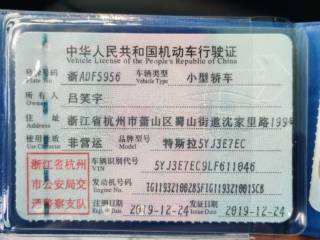 中华人民共和国机动车行驶证
Vehicle License of the People's Republic of China
号牌号码 Plate No. 浙ADF5956 车辆类型 Vehicle Type 小型轿车
所有人 Owner 吕笑宇
住址 Address 浙江省杭州市萧山区蜀山街道沈家里199
使用性质 Use Character 非营运 品牌型号 Model 特斯拉5YJ3E7EC
浙江省杭州市公安局交通警察支队
车辆识别代号 VIN 5YJ3E7EC9LF611046
发动机号码 Engine No.
注册日期 2019-12-24 发证日期 2019-12-24